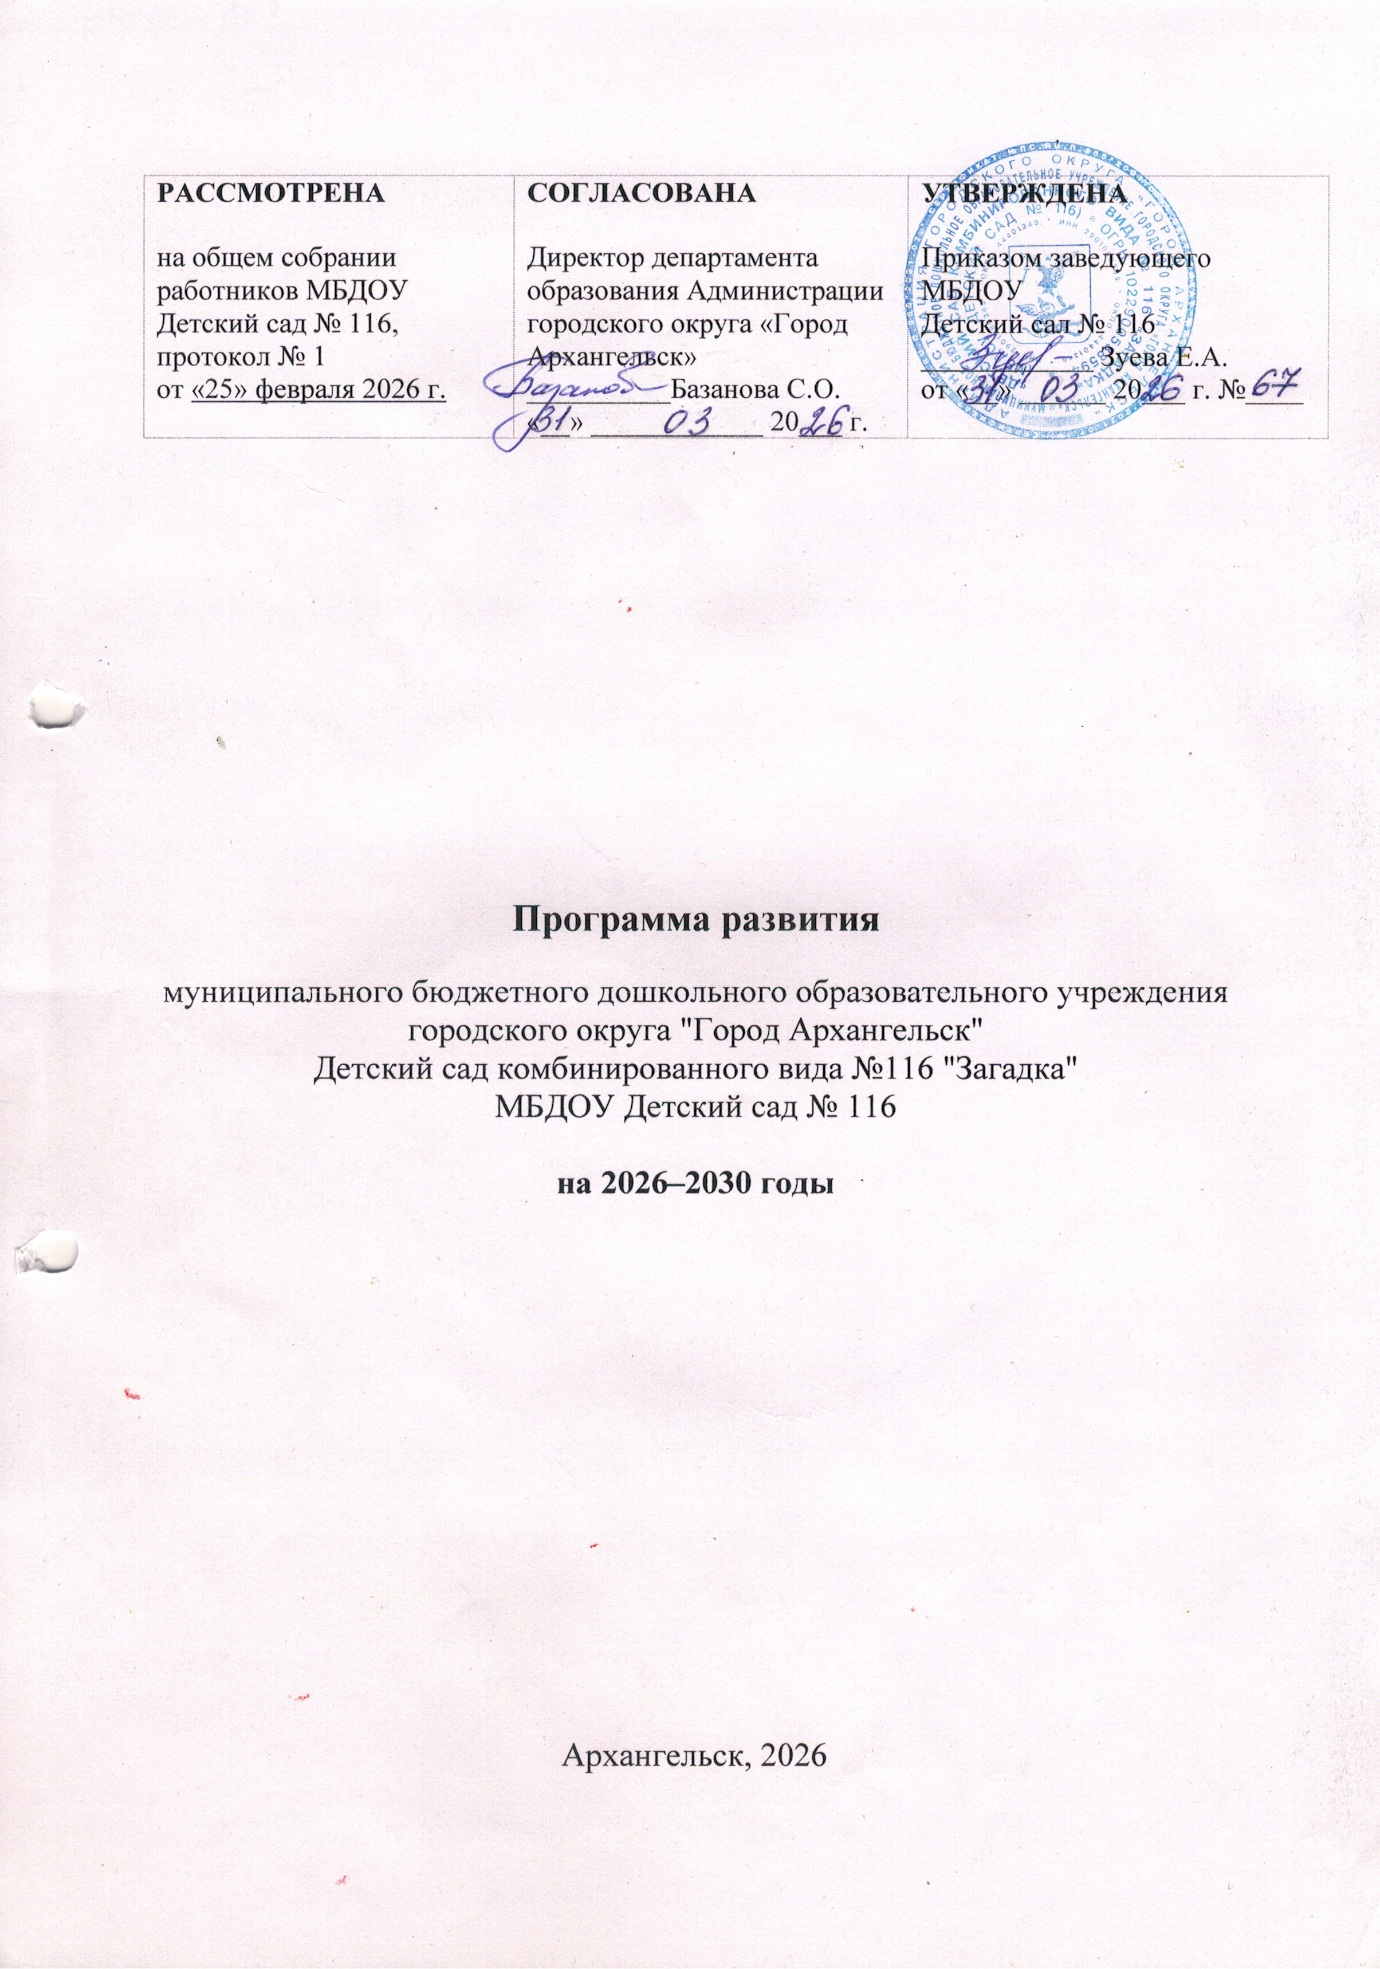 РАССМОТРЕНА
на общем собрании
работников МБДОУ
Детский сад № 116,
протокол № 1
от «25» февраля 2026 г.
СОГЛАСОВАНА
Директор департамента
образования Администрации
городского округа «Город
Архангельск»
Базанова С.О.
«31» 03 2026 г.
УТВЕРЖДЕНА
Приказом заведующего
МБДОУ
Детский сал № 116
Зуева Е.А.
от «31» 03 2026 г. № 67
Программа развития
муниципального бюджетного дошкольного образовательного учреждения
городского округа "Город Архангельск"
Детский сад комбинированного вида №116 "Загадка"
МБДОУ Детский сад № 116
на 2026–2030 годы
Архангельск, 2026